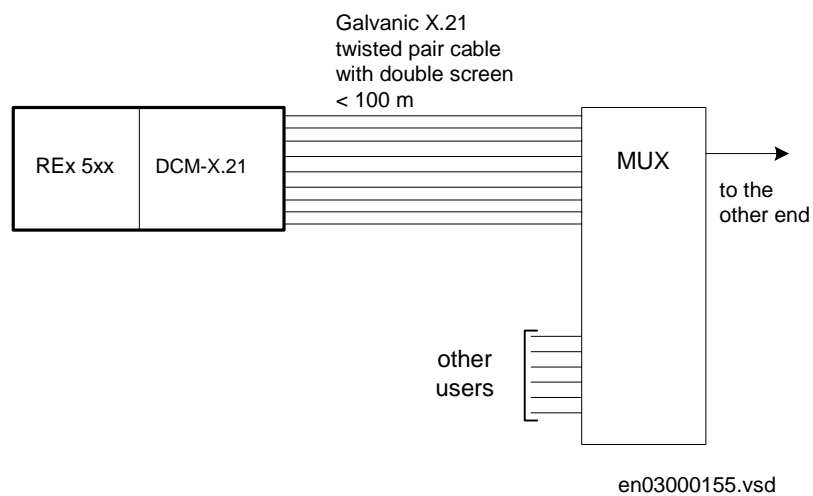 Galvanic X.21
twisted pair cable
with double screen
< 100 m
REx 5xx
DCM-X.21
MUX
to the
other end
other
users
en03000155.vsd